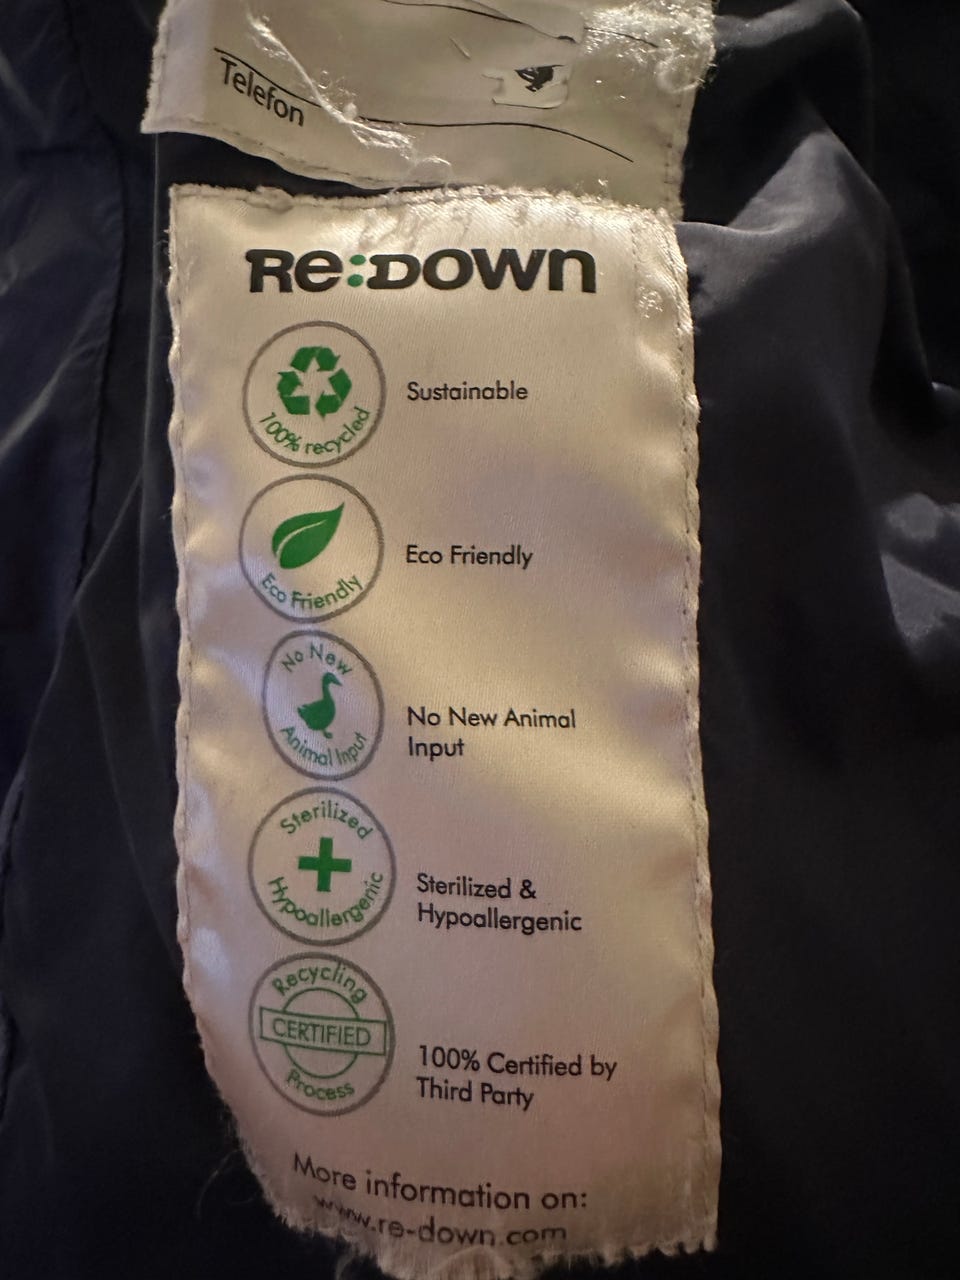 Telefon
Re:Down
100% recycled
Sustainable
Eco Friendly
Eco Friendly
No New
Animal Input
No New Animal
Input
Sterilized
Hypoallergenic
Sterilized &
Hypoallergenic
Recycling
CERTIFIED
Process
100% Certified by
Third Party
More information on:
www.re-down.com